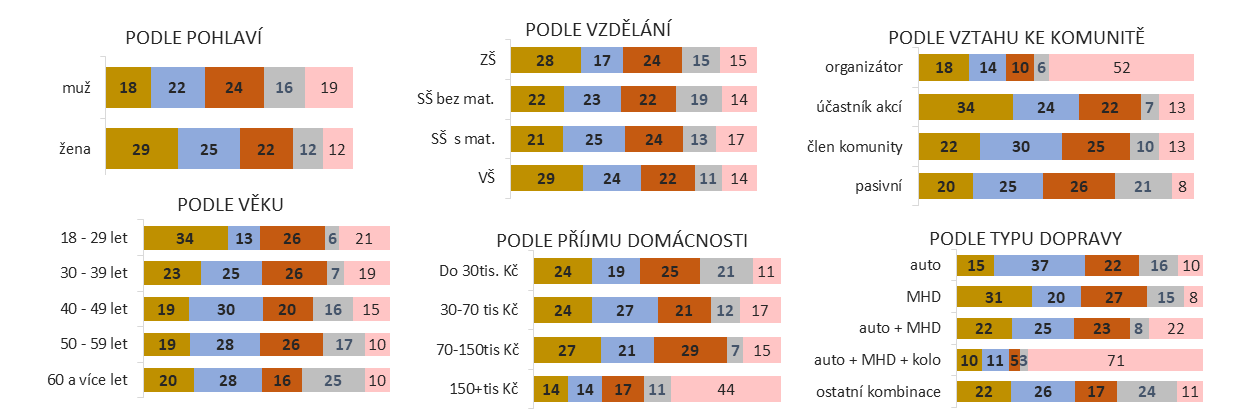 PODLE POHLAVÍ
muž 18 22 24 16 19
žena 29 25 22 12 12
PODLE VĚKU
18 - 29 let 34 13 26 6 21
30 - 39 let 23 25 26 7 19
40 - 49 let 19 30 20 16 15
50 - 59 let 19 28 26 17 10
60 a více let 20 28 16 25 10
PODLE VZDĚLÁNÍ
ZŠ 28 17 24 15 15
SŠ bez mat. 22 23 22 19 14
SŠ s mat. 21 25 24 13 17
VŠ 29 24 22 11 14
PODLE PŘÍJMU DOMÁCNOSTI
Do 30tis. Kč 24 19 25 21 11
30-70 tis Kč 24 27 21 12 17
70-150tis Kč 27 21 29 7 15
150+tis Kč 14 14 17 11 44
PODLE VZTAHU KE KOMUNITĚ
organizátor 18 14 10 6 52
účastník akcí 34 24 22 7 13
člen komunity 22 30 25 10 13
pasivní 20 25 26 21 8
PODLE TYPU DOPRAVY
auto 15 37 22 16 10
MHD 31 20 27 15 8
auto + MHD 22 25 23 8 22
auto + MHD + kolo 10 11 5 3 71
ostatní kombinace 22 26 17 24 11